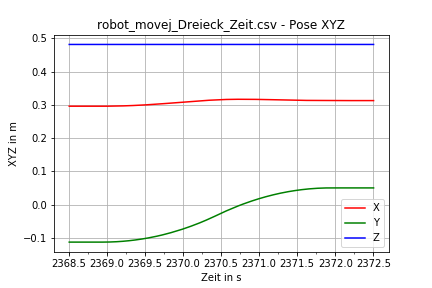 robot_movej_Dreieck_Zeit.csv - Pose XYZ
XYZ in m
0.5
0.4
0.3
0.2
0.1
0.0
−0.1
X
Y
Z
2368.5 2369.0 2369.5 2370.0 2370.5 2371.0 2371.5 2372.0 2372.5
Zeit in s